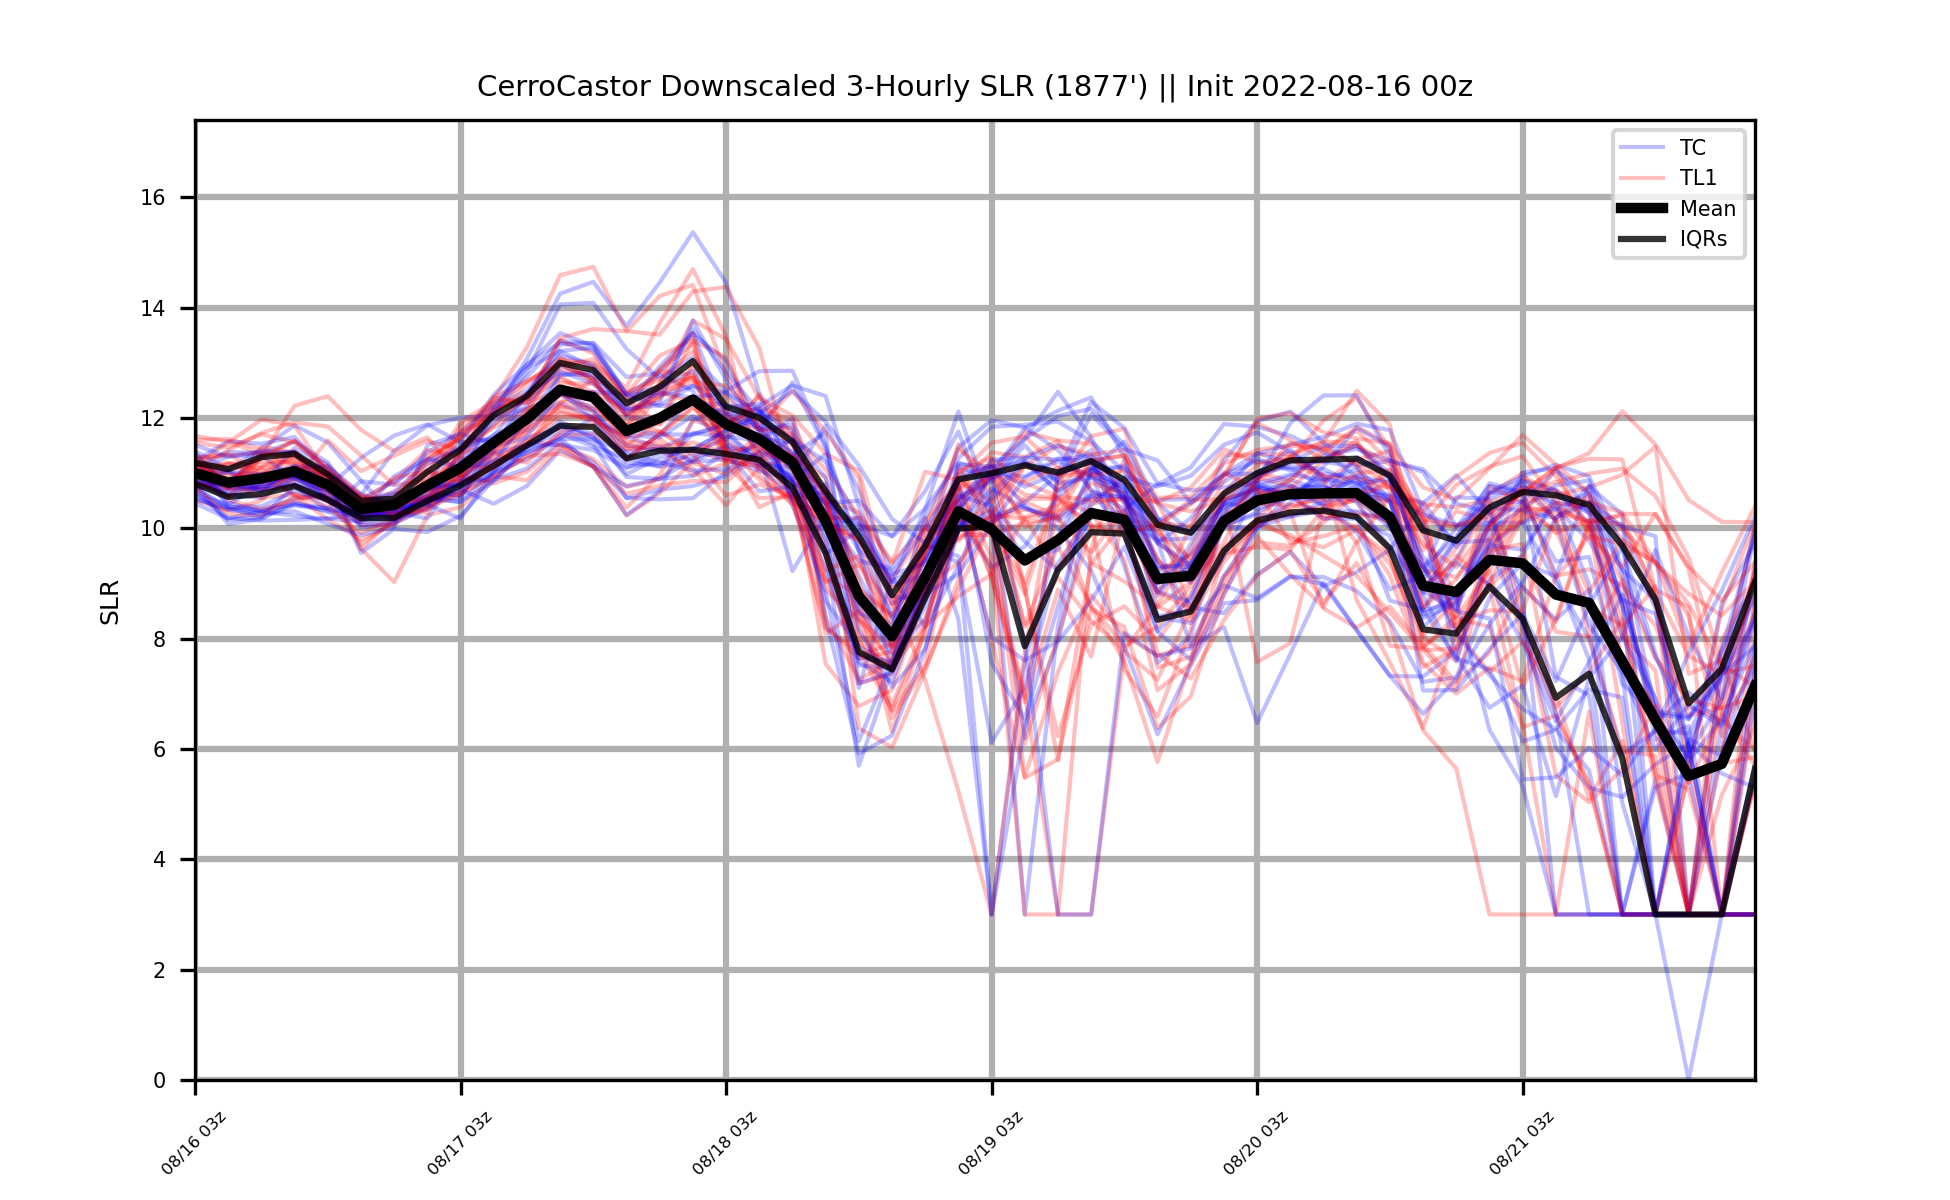 CerroCastor Downscaled 3-Hourly SLR (1877') || Init 2022-08-16 00z
TC
TL1
Mean
IQRs
16
14
12
10
8
6
4
2
0
SLR
08/16 03z
08/17 03z
08/18 03z
08/19 03z
08/20 03z
08/21 03z